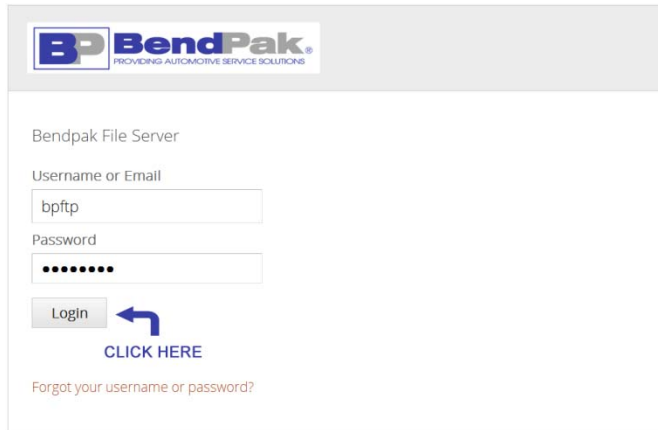 BP BendPak®
PROVIDING AUTOMOTIVE SERVICE SOLUTIONS
Bendpak File Server
Username or Email
bpftp
Password
••••••••
Login
CLICK HERE
Forgot your username or password?